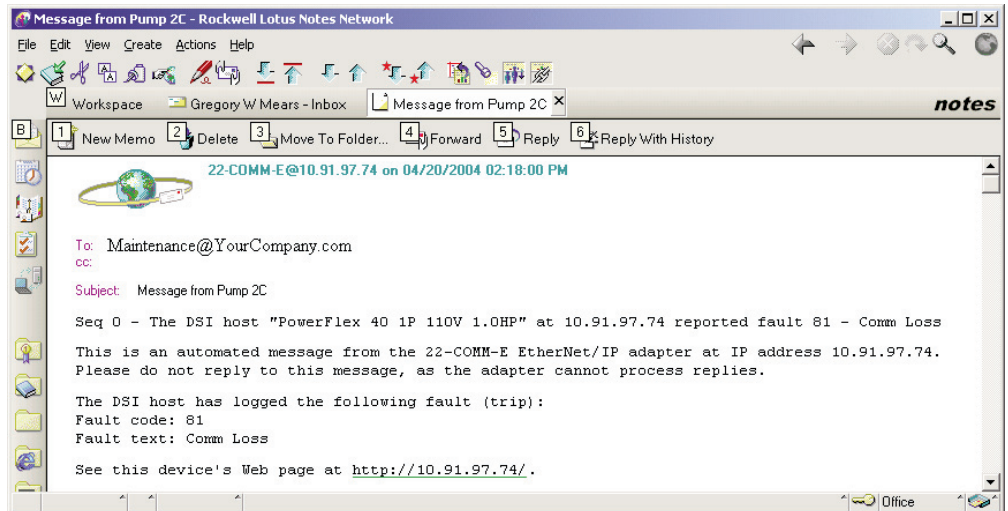 Message from Pump 2C - Rockwell Lotus Notes Network
File Edit View Create Actions Help
W Workspace Gregory W Mears - Inbox Message from Pump 2C notes
B 1 New Memo 2 Delete 3 Move To Folder... 4 Forward 5 Reply 6 Reply With History
22-COMM-E@10.91.97.74 on 04/20/2004 02:18:00 PM
To: Maintenance@YourCompany.com
cc:
Subject: Message from Pump 2C
Seq 0 - The DSI host "PowerFlex 40 1P 110V 1.0HP" at 10.91.97.74 reported fault 81 - Comm Loss
This is an automated message from the 22-COMM-E EtherNet/IP adapter at IP address 10.91.97.74.
Please do not reply to this message, as the adapter cannot process replies.
The DSI host has logged the following fault (trip):
Fault code: 81
Fault text: Comm Loss
See this device's Web page at http://10.91.97.74/.
Office